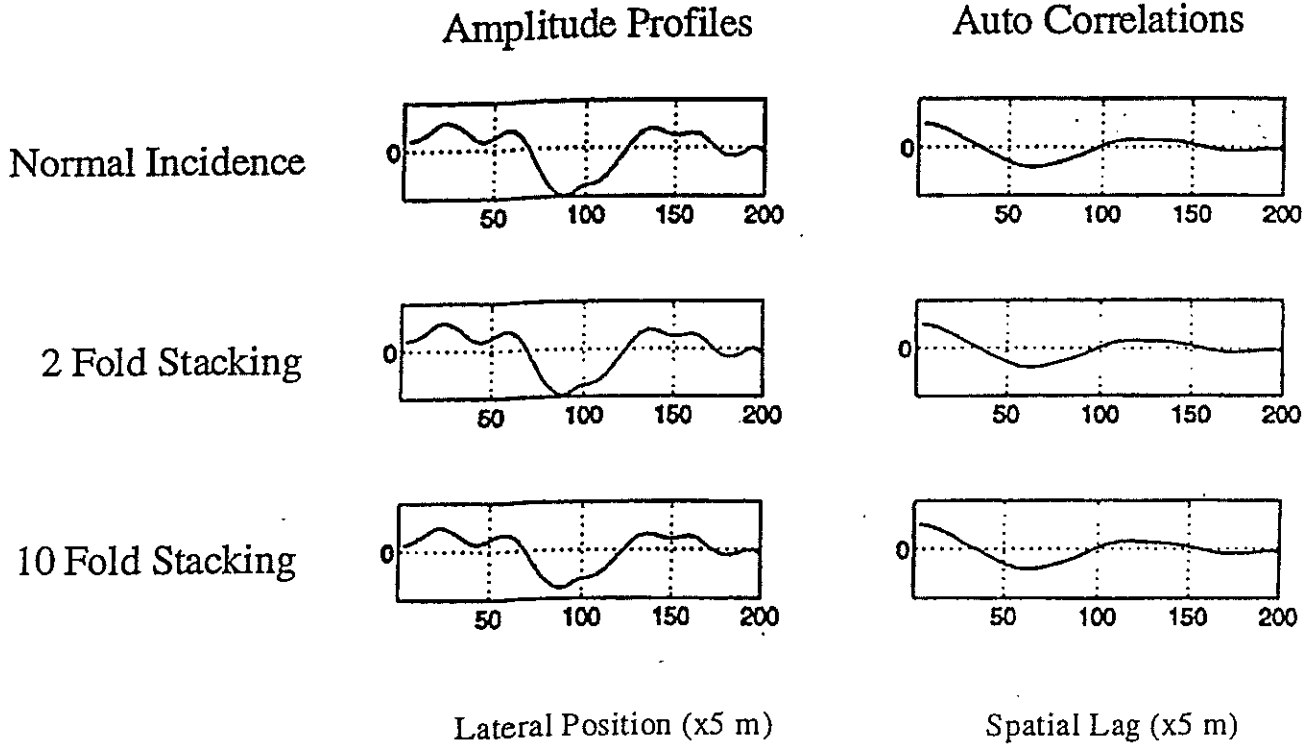 Amplitude Profiles
Auto Correlations
Normal Incidence
0
50 100 150 200
0
50 100 150 200
2 Fold Stacking
0
50 100 150 200
0
50 100 150 200
10 Fold Stacking
0
50 100 150 200
0
50 100 150 200
Lateral Position (x5 m)
Spatial Lag (x5 m)